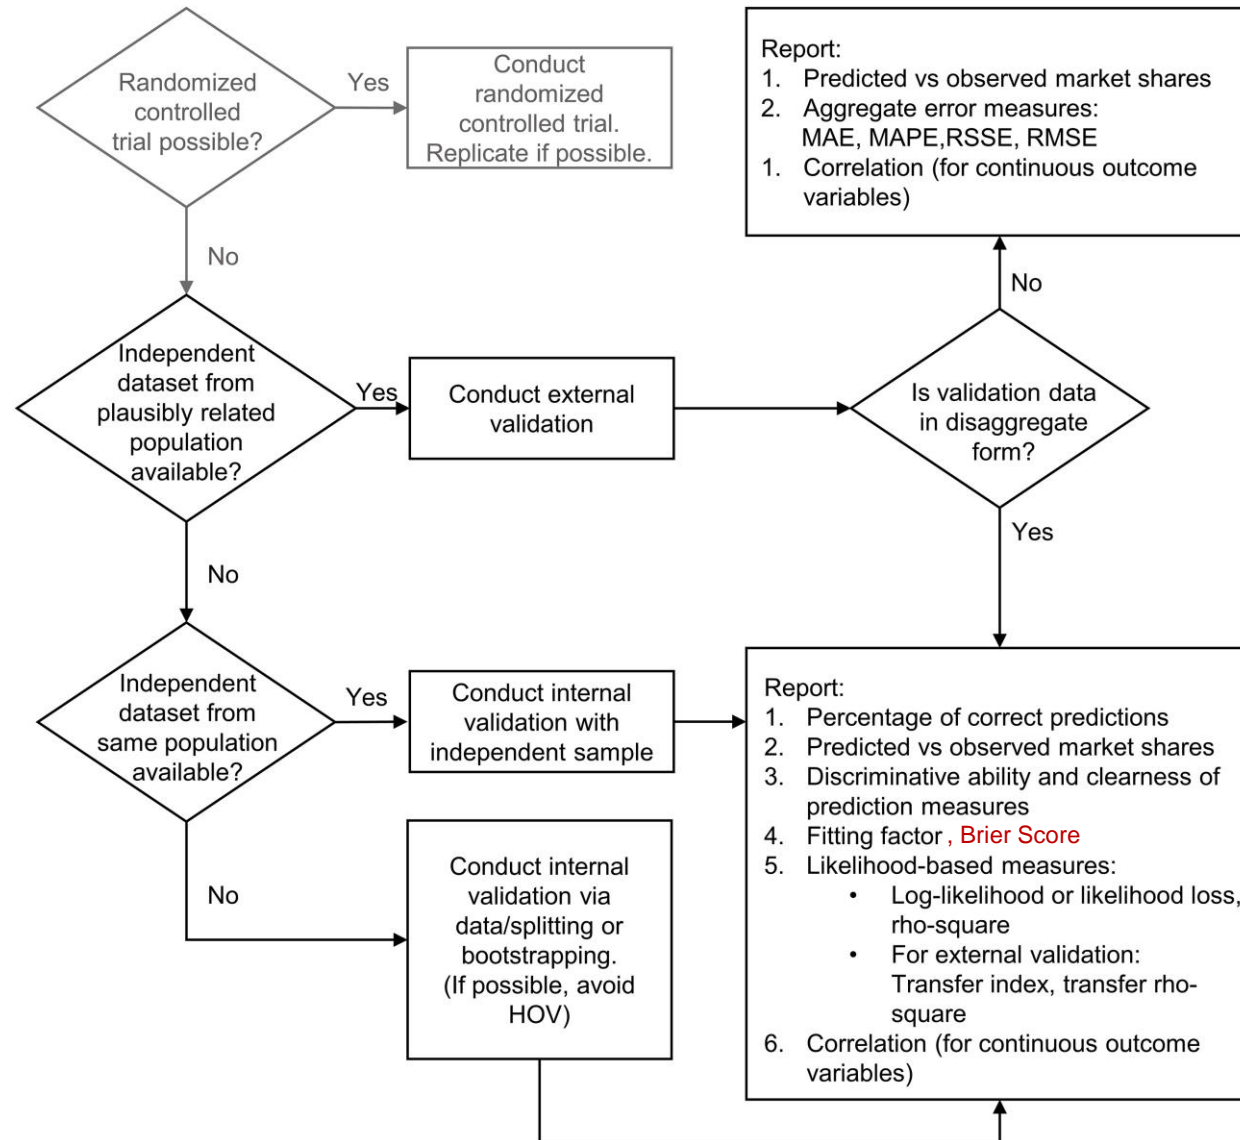 Randomized
controlled
trial possible?
Yes
Conduct
randomized
controlled trial.
Replicate if possible.
No
Independent
dataset from
plausibly related
population
available?
Yes
Conduct external
validation
Is validation data
in disaggregate
form?
No
Report:
1. Predicted vs observed market shares
2. Aggregate error measures:
MAE, MAPE,RSSE, RMSE
1. Correlation (for continuous outcome
variables)
Yes
No
Independent
dataset from
same population
available?
Yes
Conduct internal
validation with
independent sample
No
Conduct internal
validation via
data/splitting or
bootstrapping.
(If possible, avoid
HOV)
Report:
1. Percentage of correct predictions
2. Predicted vs observed market shares
3. Discriminative ability and clearness of
prediction measures
4. Fitting factor , Brier Score
5. Likelihood-based measures:
• Log-likelihood or likelihood loss,
rho-square
• For external validation:
Transfer index, transfer rho-
square
6. Correlation (for continuous outcome
variables)